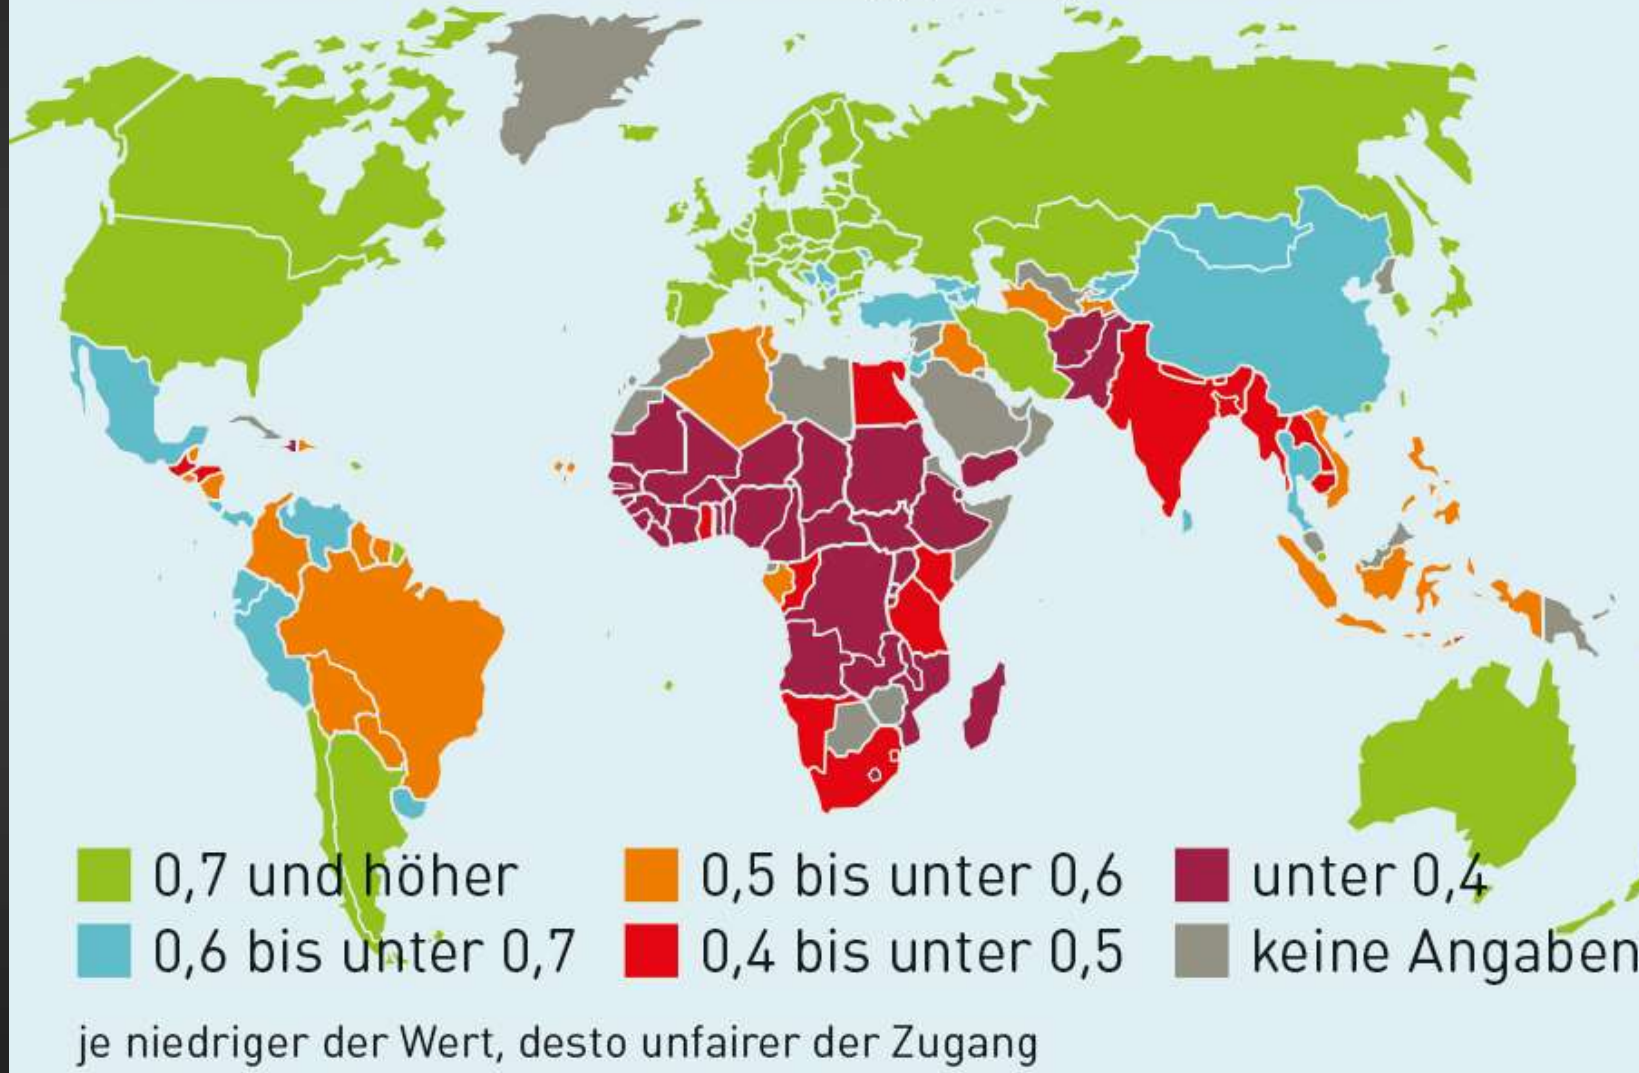 0,7 und höher
0,5 bis unter 0,6
unter 0,4
0,6 bis unter 0,7
0,4 bis unter 0,5
keine Angaben
je niedriger der Wert, desto unfairer der Zugang